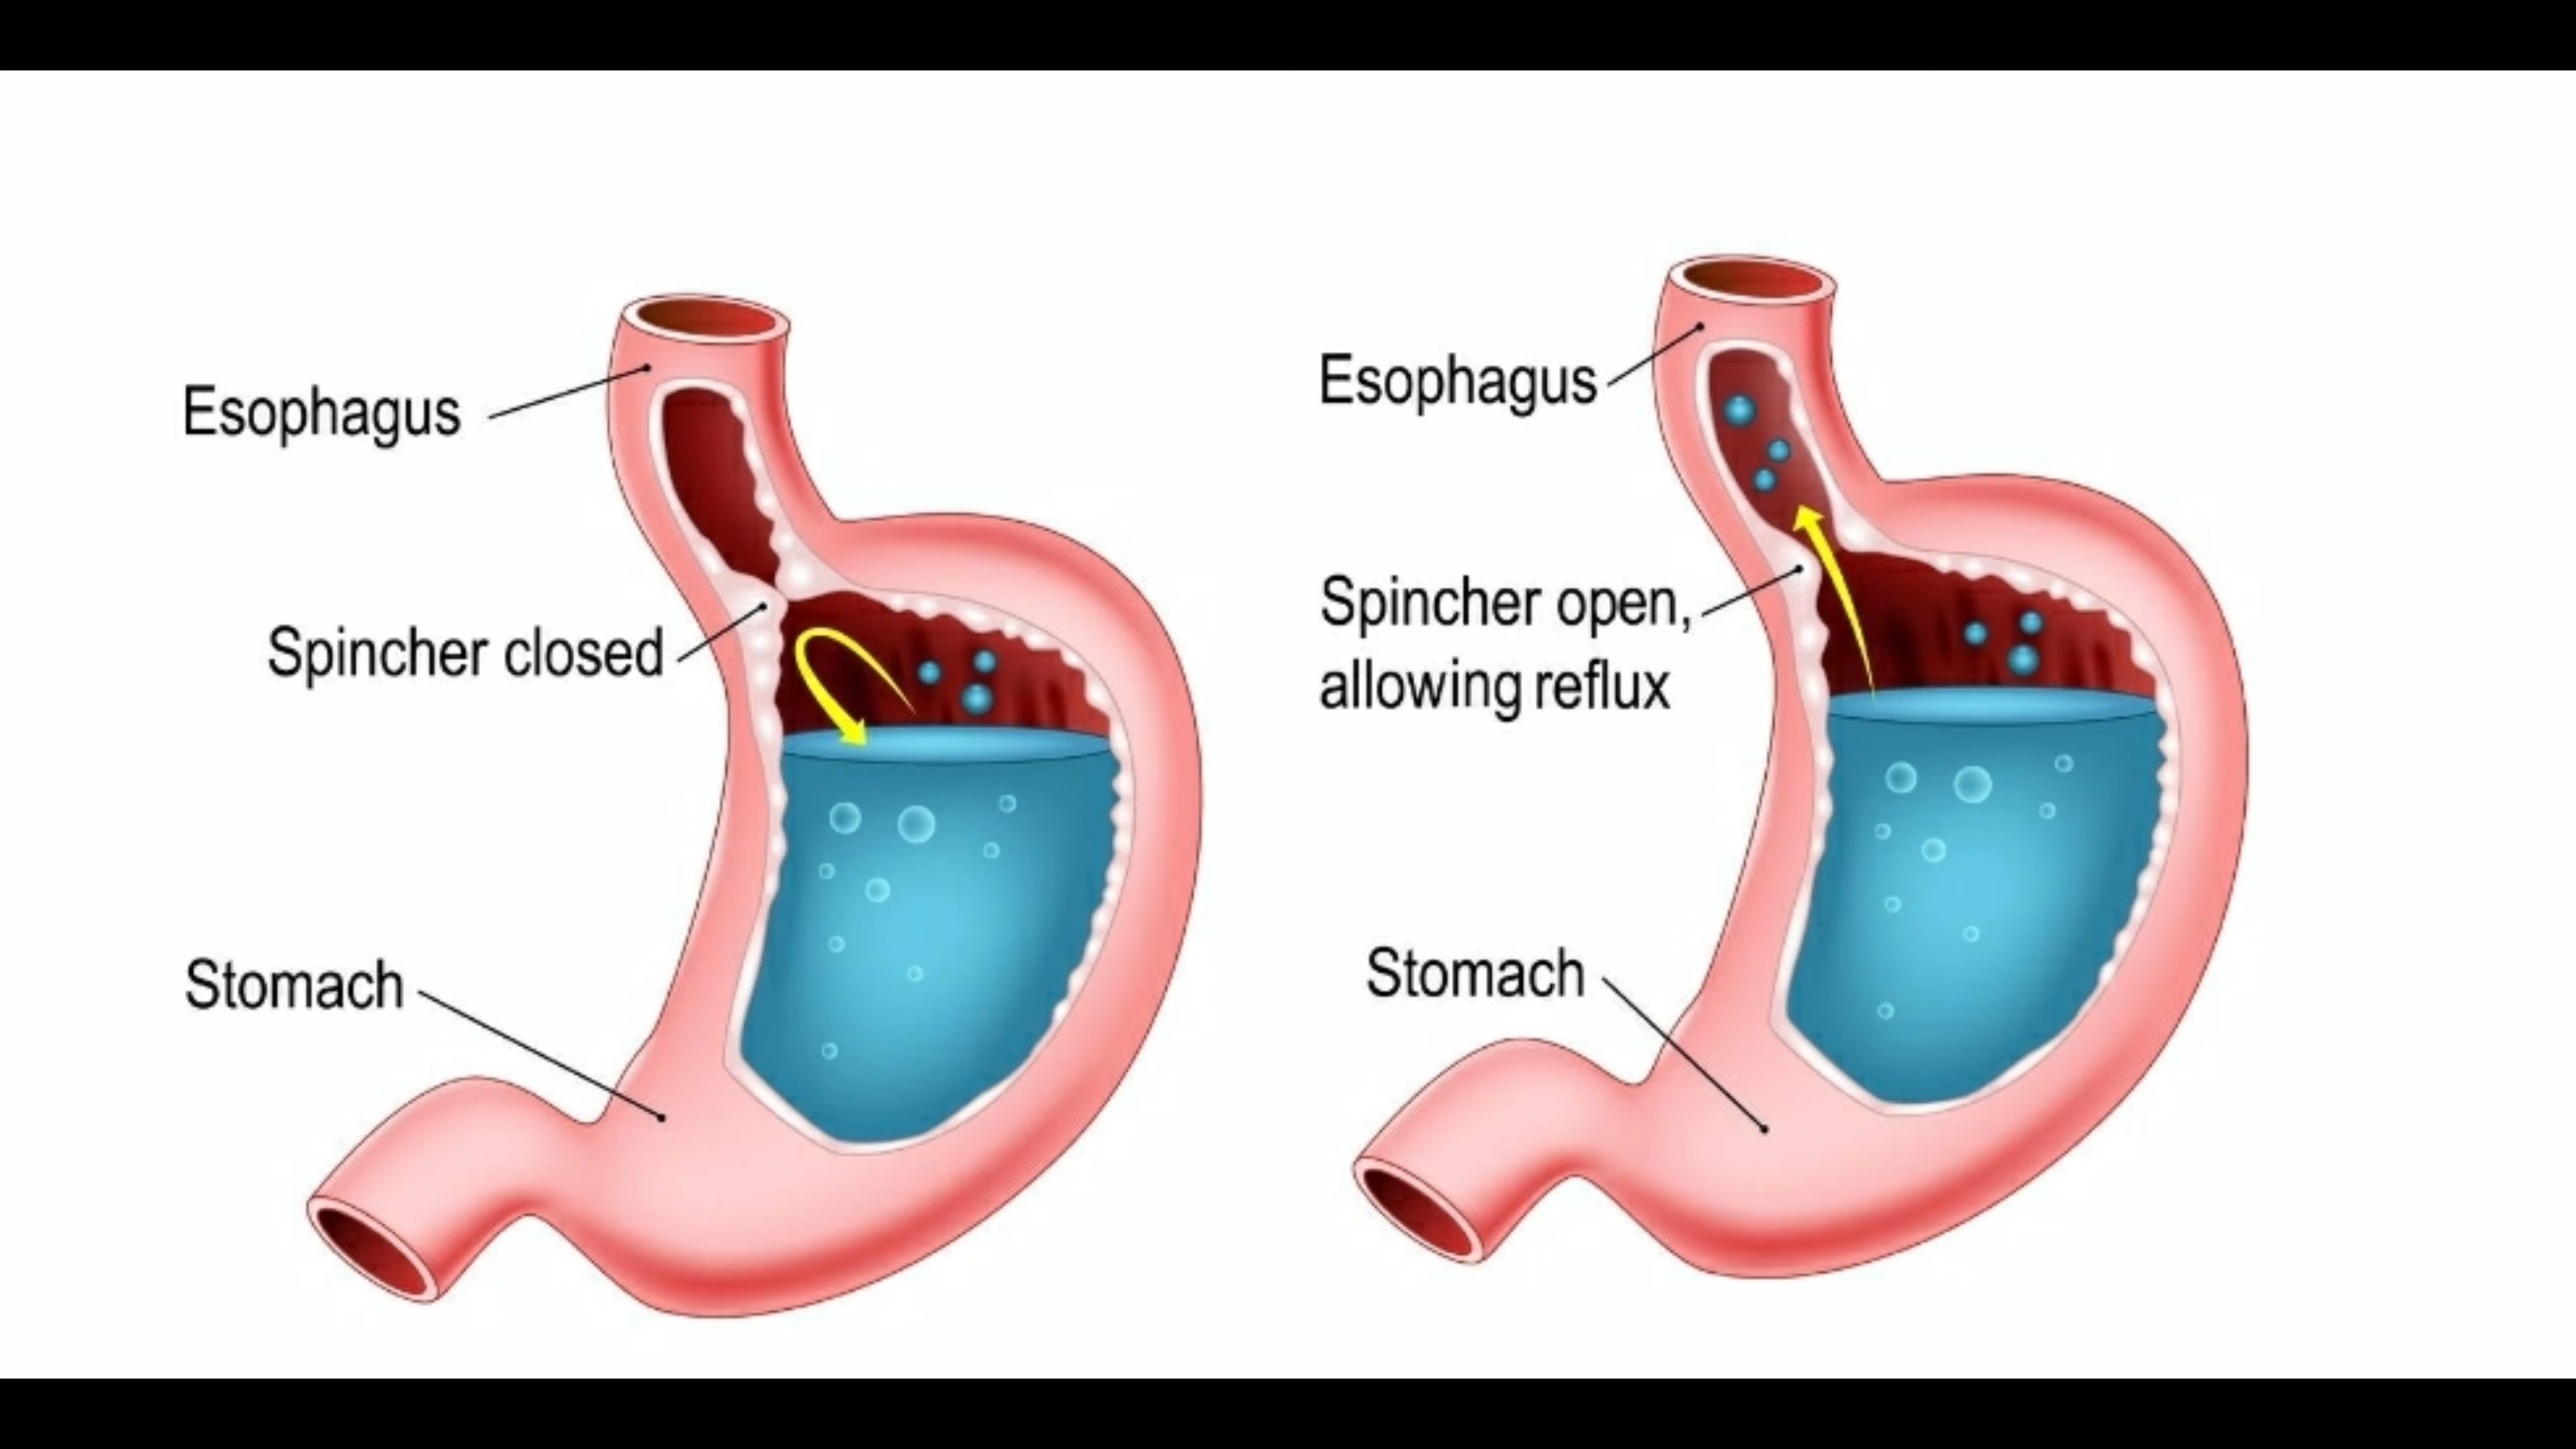 Esophagus
Spincher closed
Stomach
Esophagus
Spincher open,
allowing reflux
Stomach